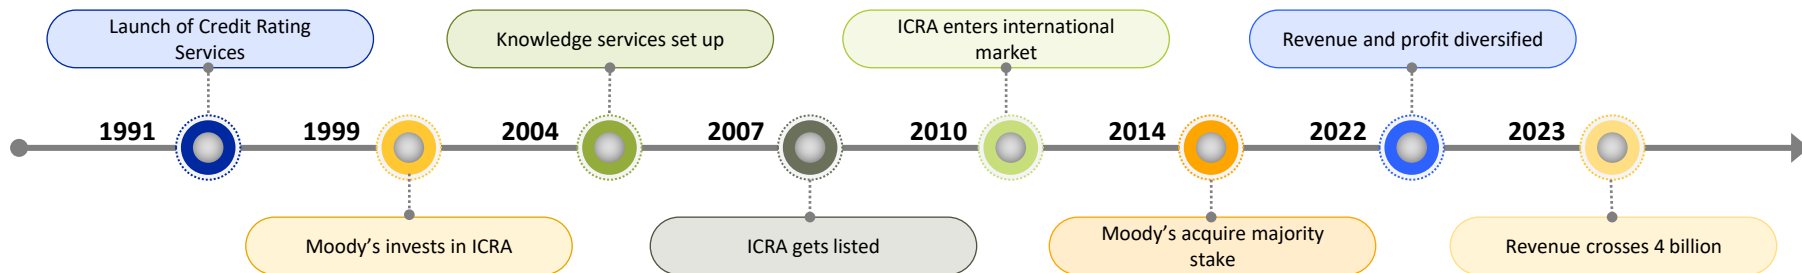 Launch of Credit Rating
Services
Knowledge services set up
ICRA enters international
market
Revenue and profit diversified
1991
1999
2004
2007
2010
2014
2022
2023
Moody’s invests in ICRA
ICRA gets listed
Moody’s acquire majority
stake
Revenue crosses 4 billion